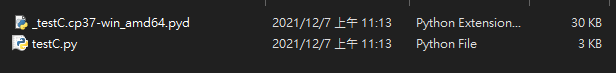 _testC.cp37-win_amd64.pyd 2021/12/7 上午 11:13 Python Extension... 30 KB
testC.py 2021/12/7 上午 11:13 Python File 3 KB